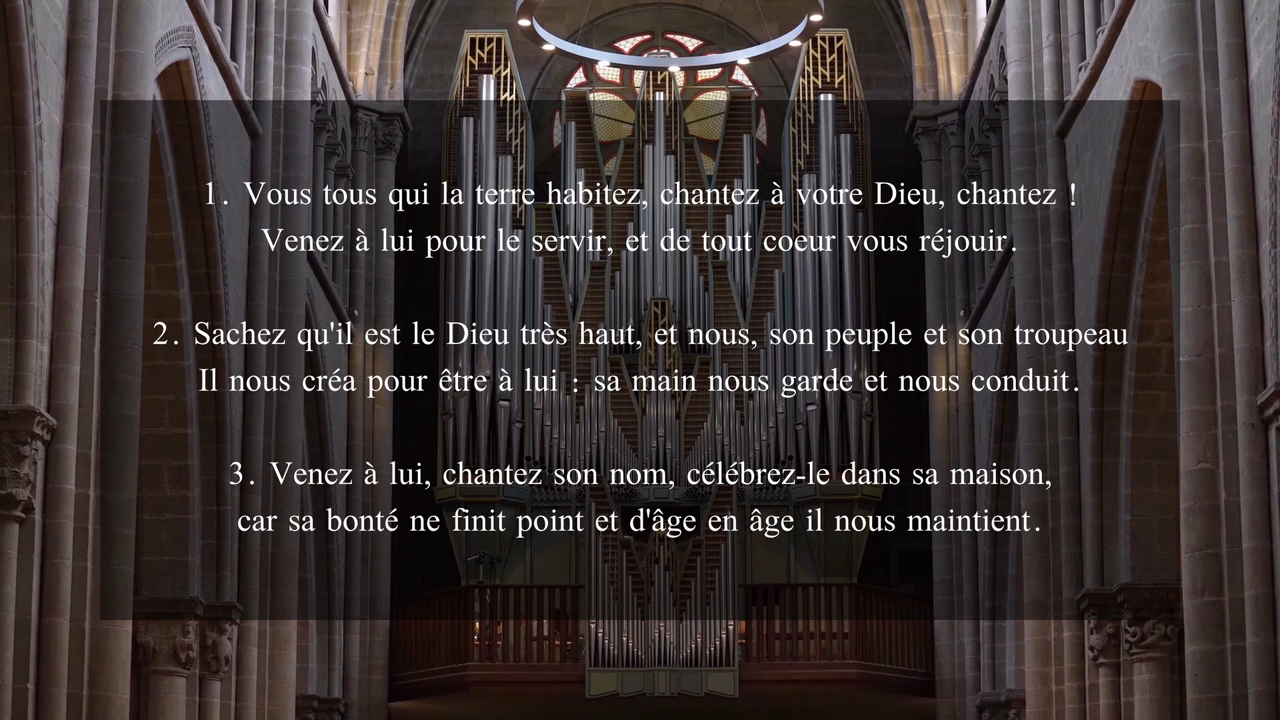 1. Vous tous qui la terre habitez, chantez à votre Dieu, chantez !
Venez à lui pour le servir, et de tout coeur vous réjouir.
2. Sachez qu'il est le Dieu très haut, et nous, son peuple et son troupeau
Il nous créa pour être à lui : sa main nous garde et nous conduit.
3. Venez à lui, chantez son nom, célébrez-le dans sa maison,
car sa bonté ne finit point et d'âge en âge il nous maintient.